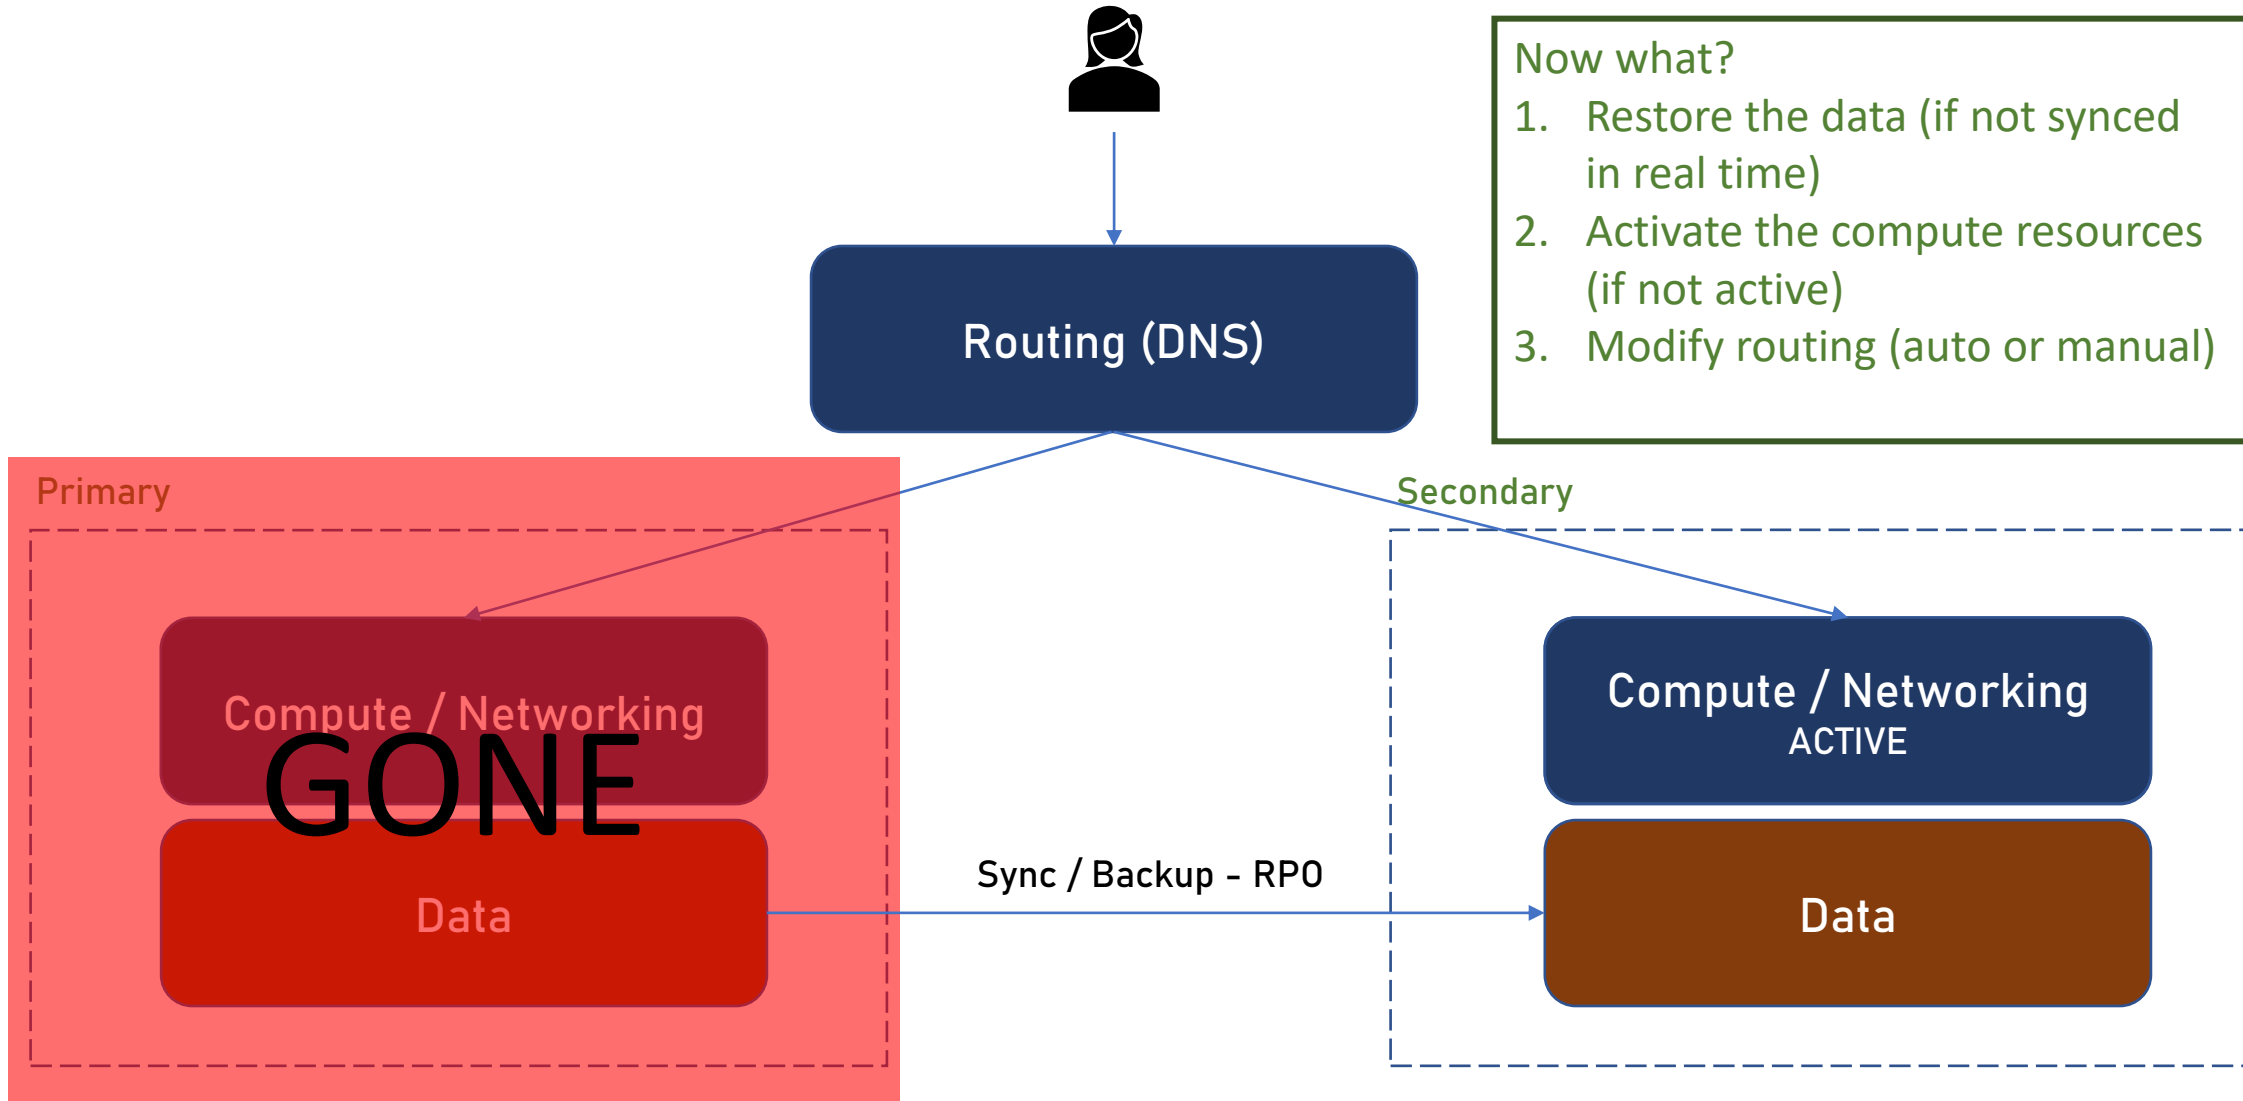 Now what?
1. Restore the data (if not synced
in real time)
2. Activate the compute resources
(if not active)
3. Modify routing (auto or manual)
Routing (DNS)
Primary
Secondary
Compute / Networking
GONE
Data
Sync / Backup - RPO
Compute / Networking
ACTIVE
Data